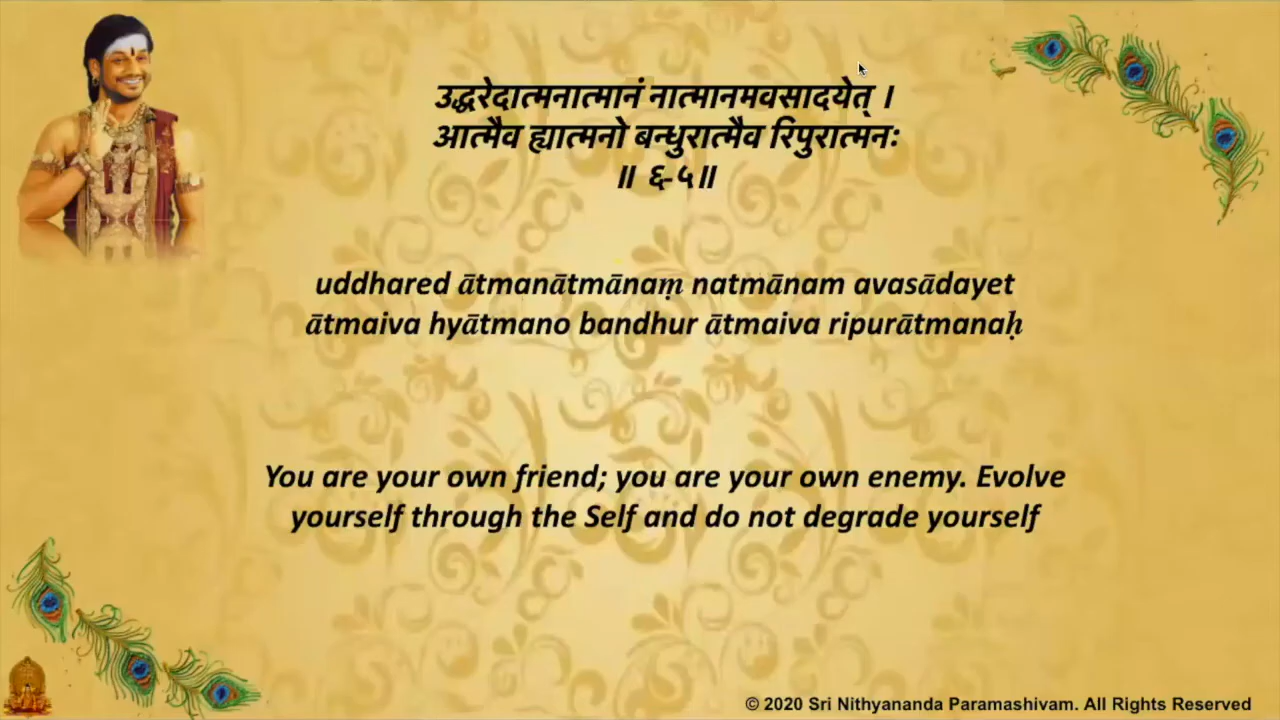 उद्धरेदात्मनात्मानं नात्मानमवसादयेत् ।
आत्मैव ह्यात्मनो बन्धुरात्मैव रिपुरात्मनः
॥ ६-५॥
uddhared ātmanātmānaṃ natmānam avasādayet
ātmaiva hyātmano bandhur ātmaiva ripurātmanaḥ
You are your own friend; you are your own enemy. Evolve
yourself through the Self and do not degrade yourself
© 2020 Sri Nithyananda Paramashivam. All Rights Reserved